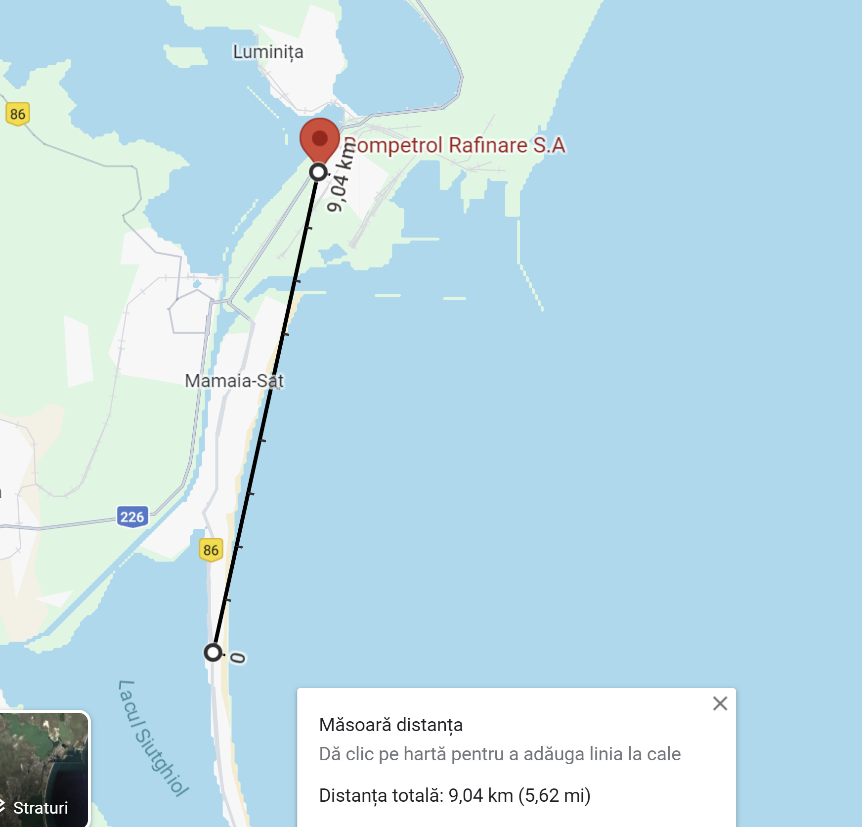 Luminița
86
Rompetrol Rafinare S.A
9,04 km
Mamaia-Sat
226
86
0
Lacul Siutghiol
Măsoară distanța
Dă clic pe hartă pentru a adăuga linia la cale
Distanța totală: 9,04 km (5,62 mi)
Straturi